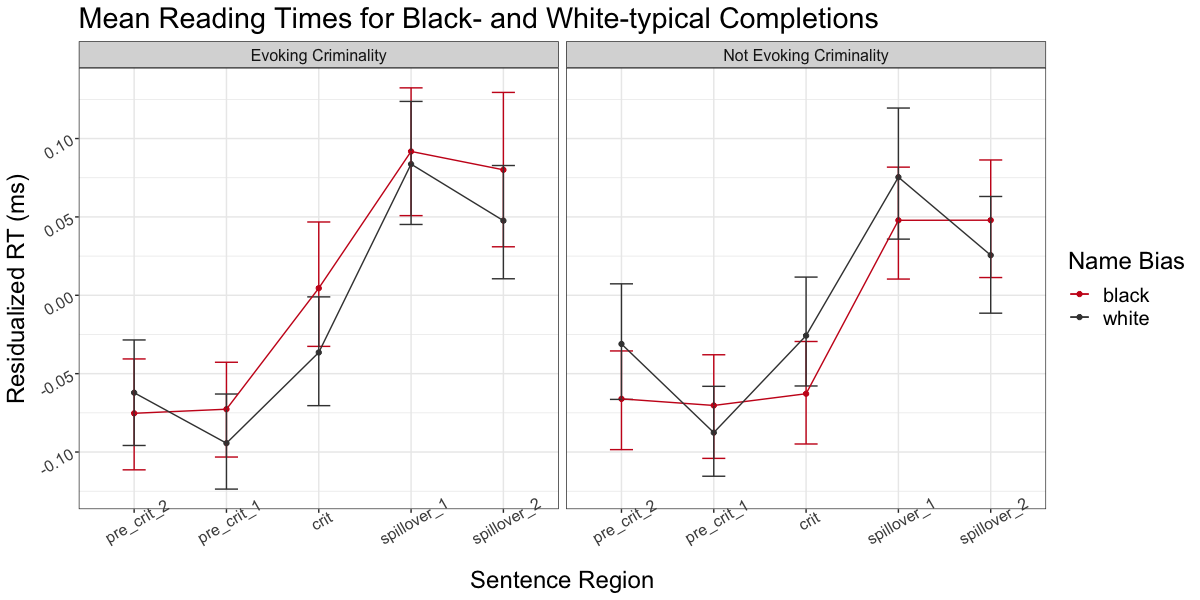 Mean Reading Times for Black- and White-typical Completions
Evoking Criminality
Not Evoking Criminality
Residualized RT (ms)
0.10
0.05
0.00
-0.05
-0.10
pre_crit_2
pre_crit_1
crit
spillover_1
spillover_2
pre_crit_2
pre_crit_1
crit
spillover_1
spillover_2
Sentence Region
Name Bias
black
white